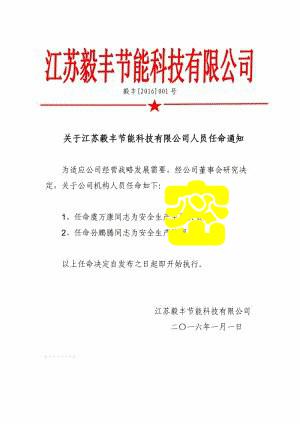 江苏毅丰节能科技有限公司
毅丰[2016]001号
关于江苏毅丰节能科技有限公司人员任命通知
为适应公司经营战略发展需要，经公司董事会研究决
定，关于公司机构人员任命如下：
1、任命虞万康同志为安全生产
2、任命孙鹏腾同志为安全生产
以上任命决定自发布之日起即开始执行。
江苏毅丰节能科技有限公司
二〇一六年一月一日